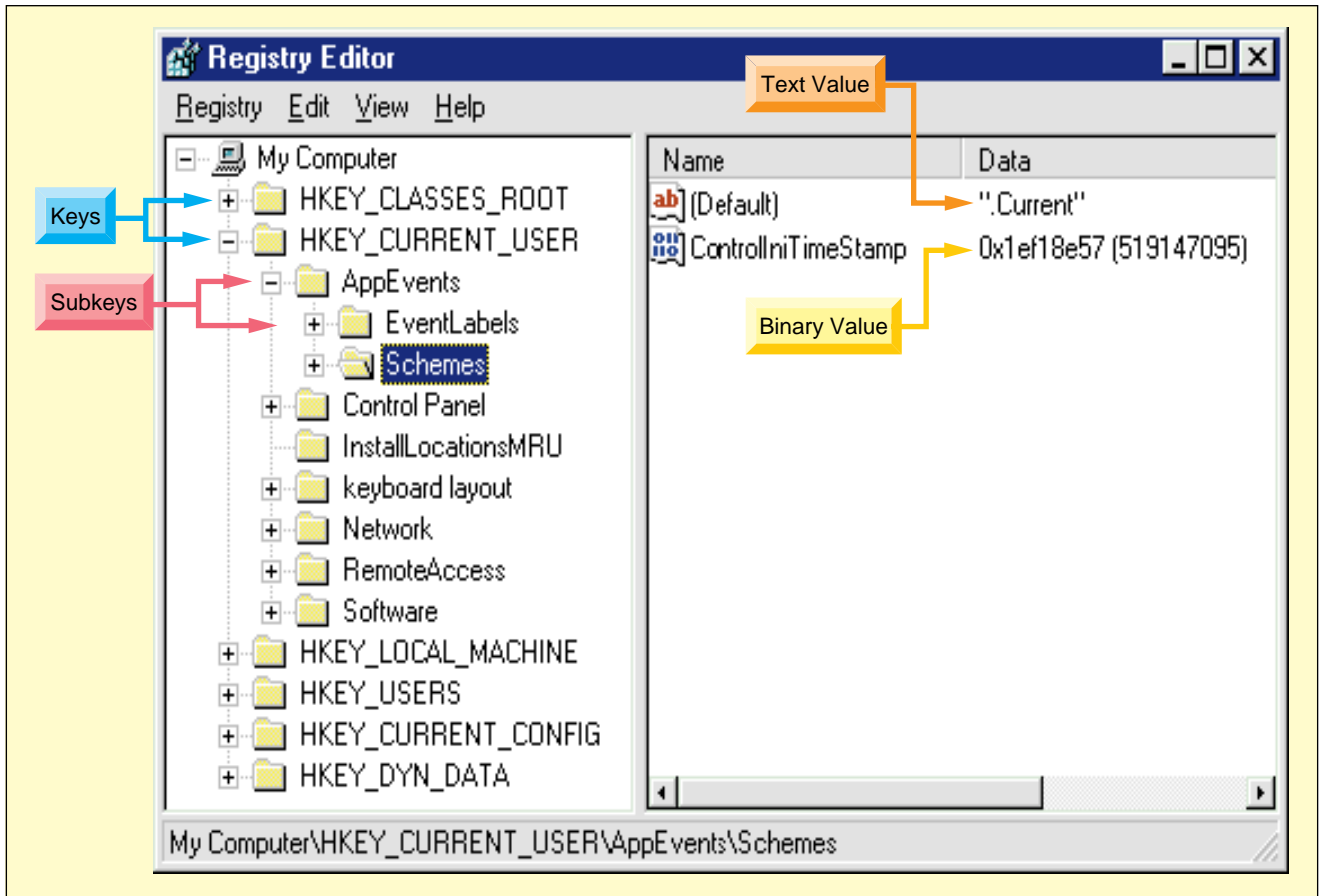 Registry Editor
Text Value
Registry Edit View Help
My Computer
Name Data
Keys
HKEY_CLASSES_ROOT
(Default) ".Current"
HKEY_CURRENT_USER
ControlIniTimeStamp 0x1ef18e57 (519147095)
Subkeys
AppEvents
EventLabels
Binary Value
Schemes
Control Panel
InstallLocationsMRU
keyboard layout
Network
RemoteAccess
Software
HKEY_LOCAL_MACHINE
HKEY_USERS
HKEY_CURRENT_CONFIG
HKEY_DYN_DATA
My Computer\HKEY_CURRENT_USER\AppEvents\Schemes